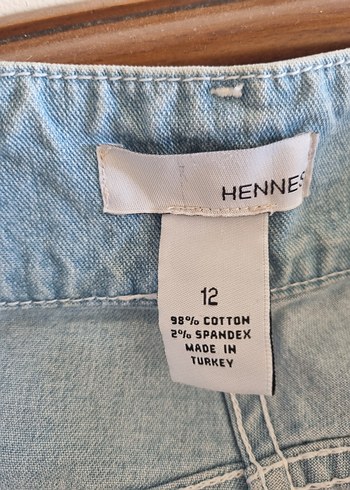 HENNES
12
98% COTTON
2% SPANDEX
MADE IN
TURKEY